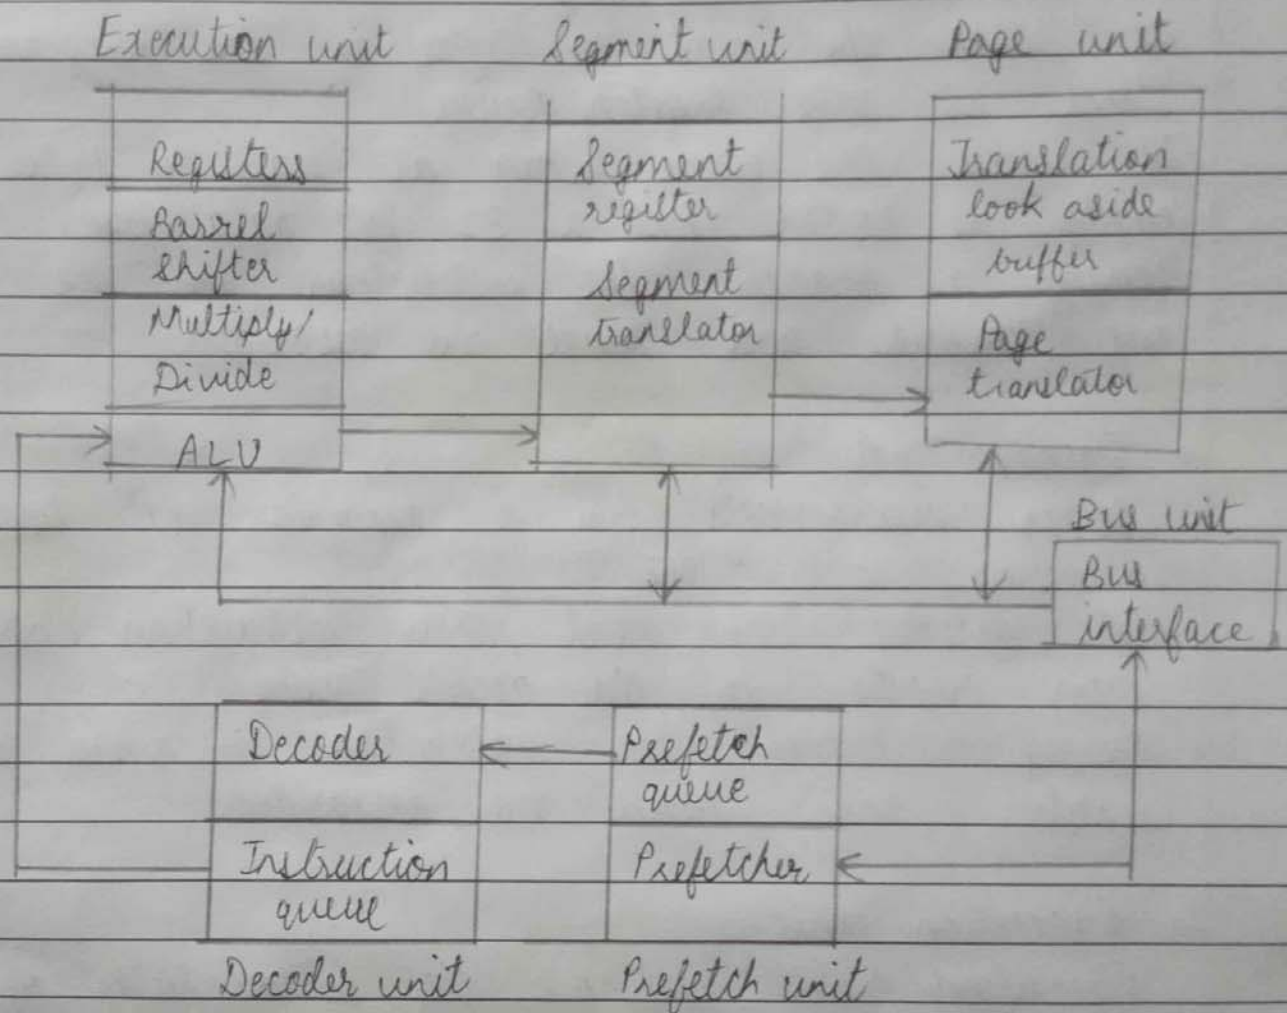 Execution unit
Registers
Barrel
shifter
Multiply/
Divide
ALU
Segment unit
Segment
register
Segment
translator
Page unit
Translation
look aside
buffer
Page
translator
Bus unit
Bus
interface
Decoder
Instruction
queue
Decoder unit
Prefetch
queue
Prefetcher
Prefetch unit